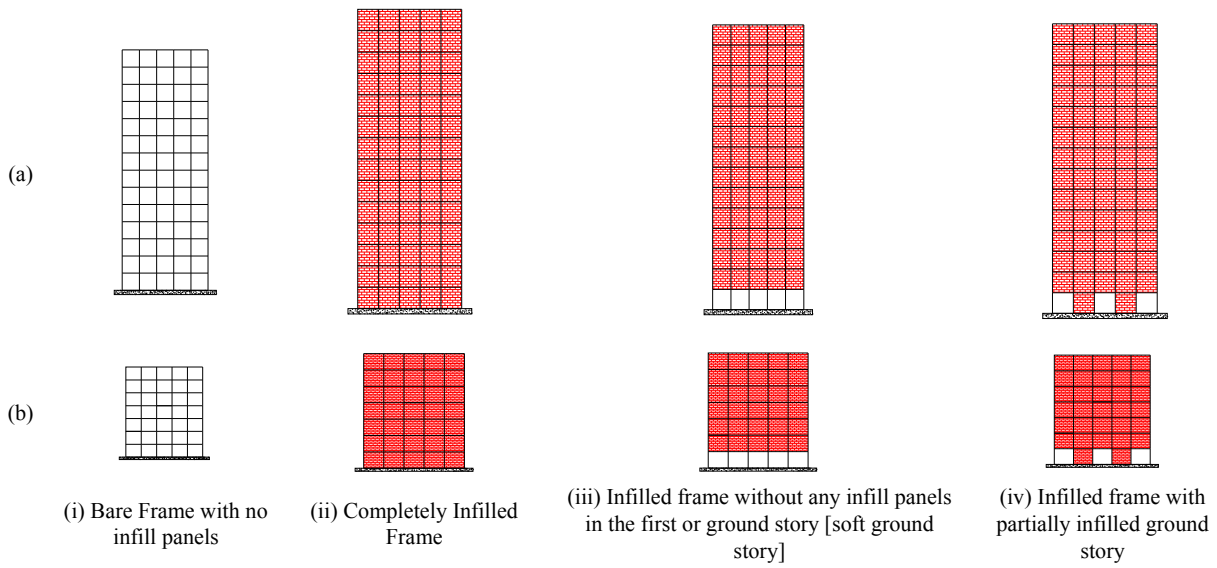 (a)
(b)
(i) Bare Frame with no
infill panels
(ii) Completely Infilled
Frame
(iii) Infilled frame without any infill panels
in the first or ground story [soft ground
story]
(iv) Infilled frame with
partially infilled ground
story